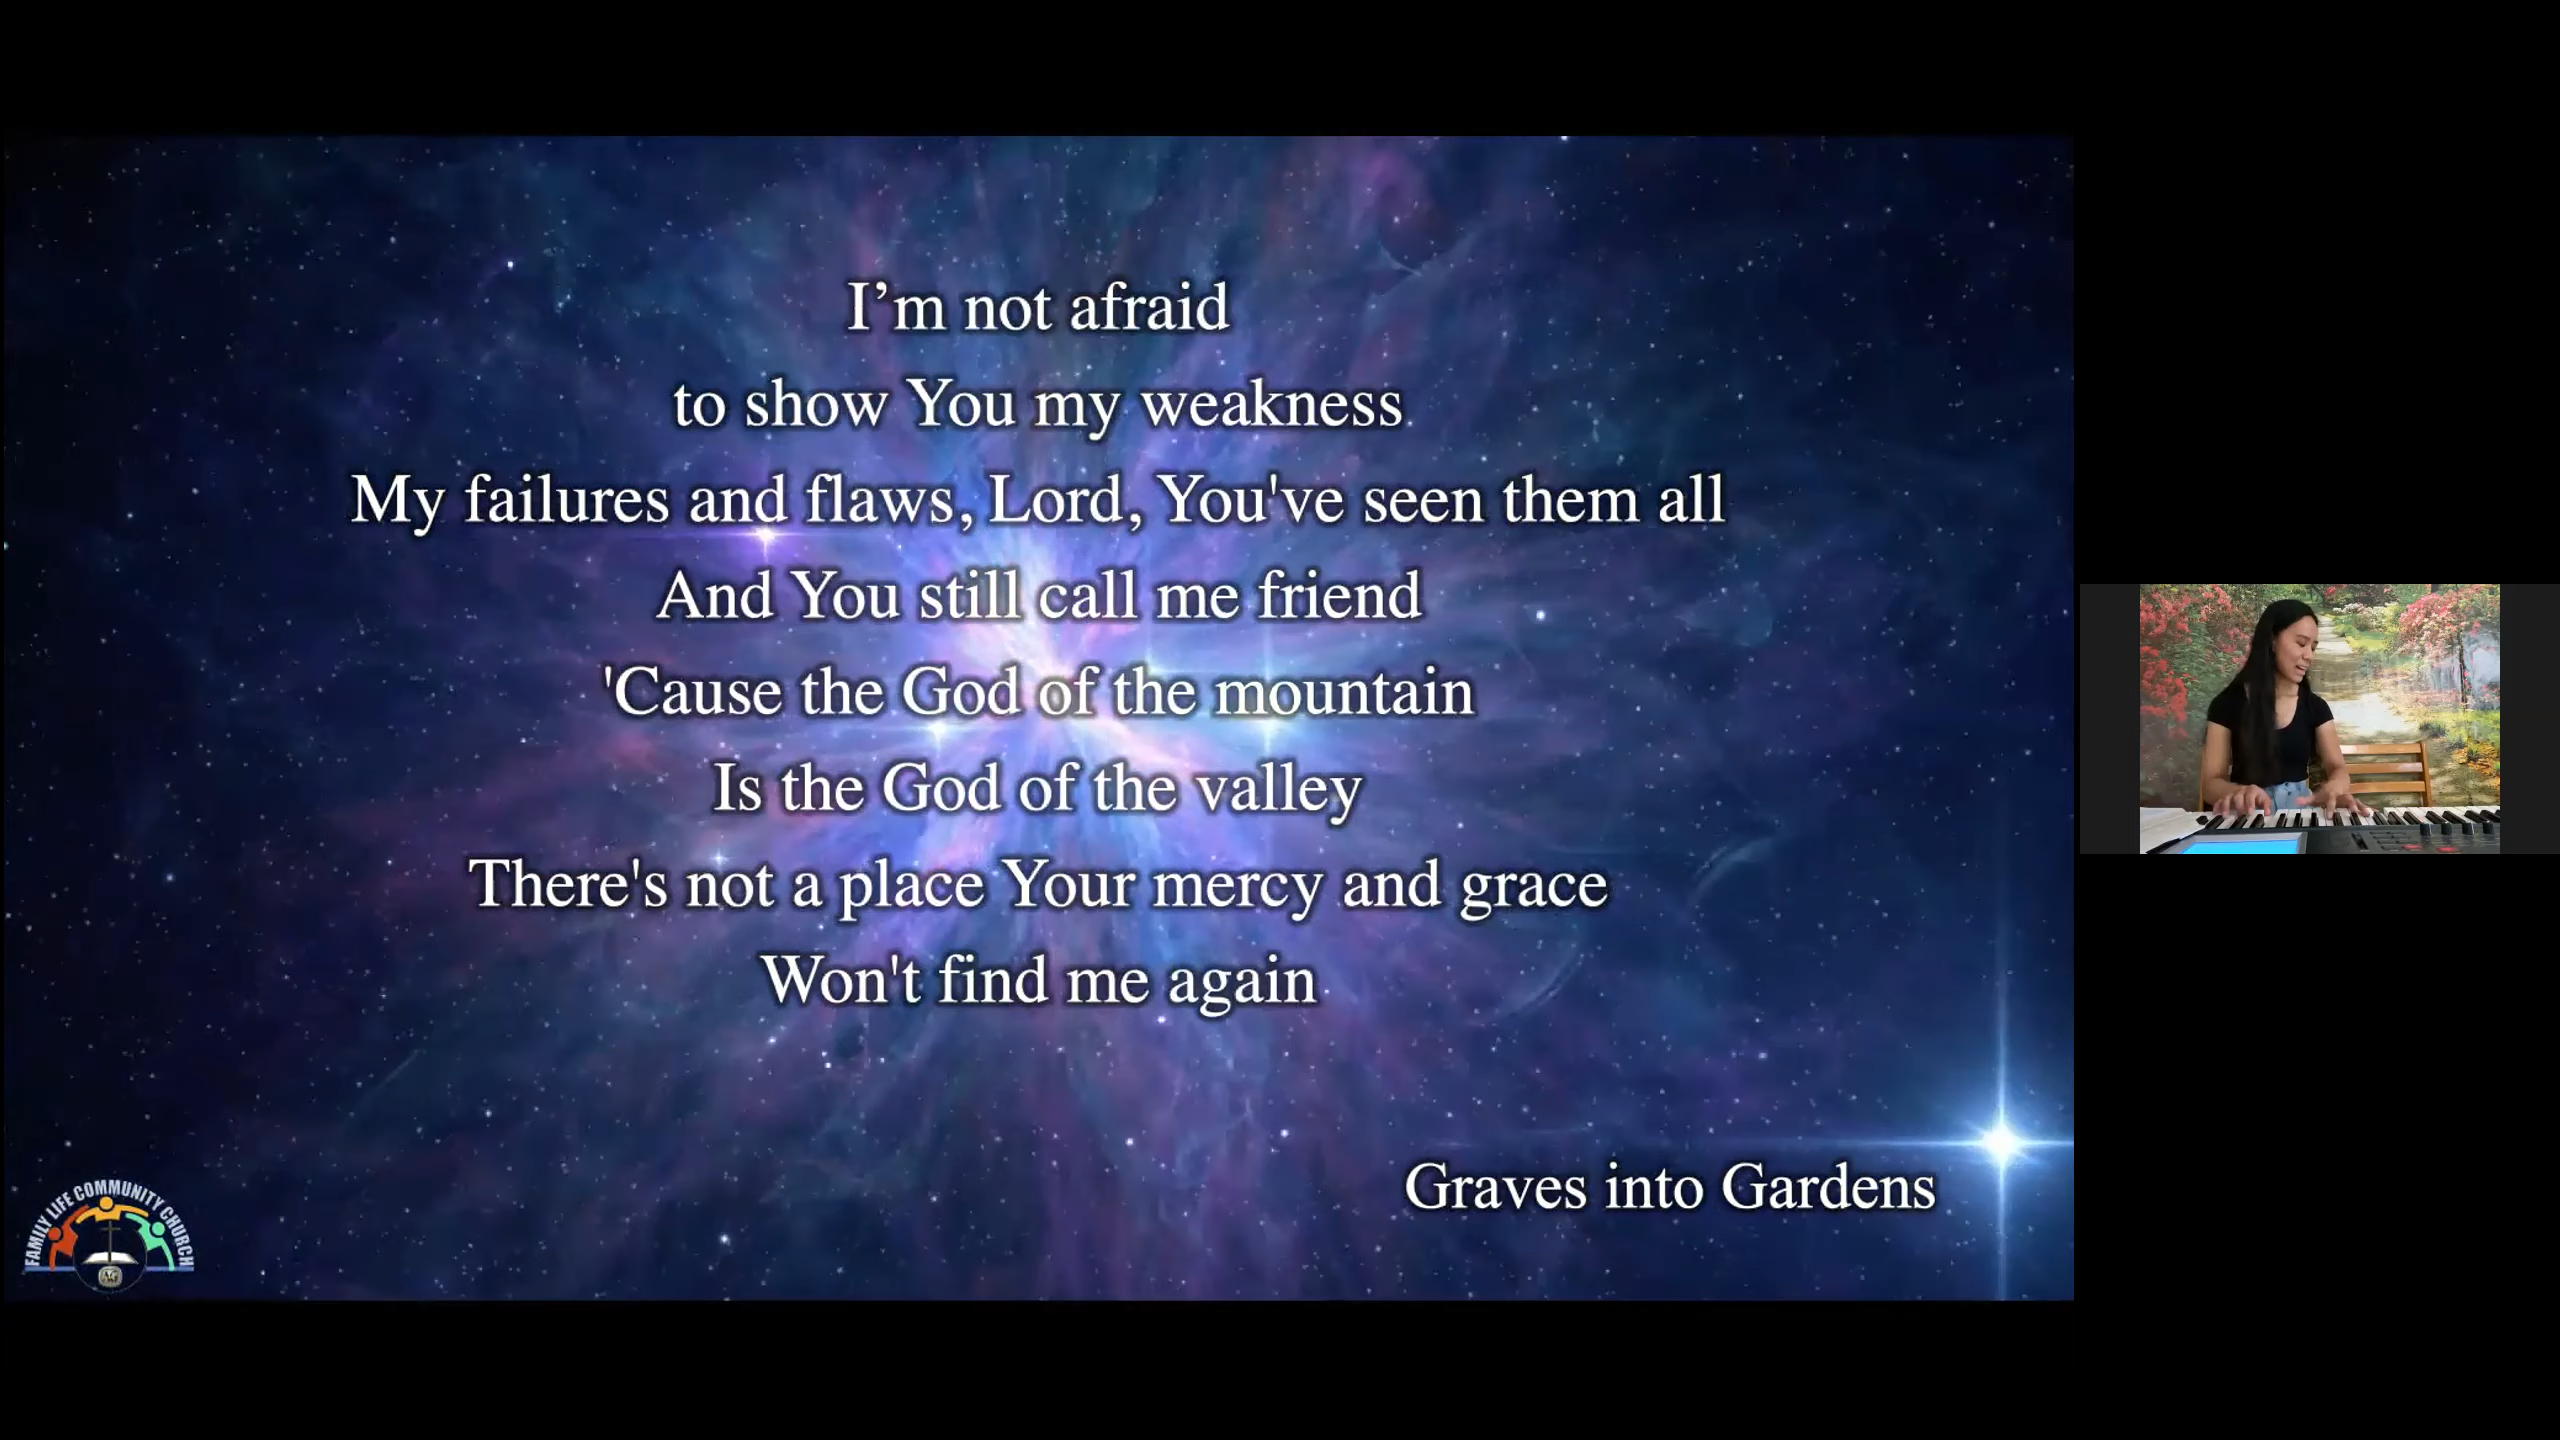 I’m not afraid
to show You my weakness
My failures and flaws, Lord, You've seen them all
And You still call me friend
'Cause the God of the mountain
Is the God of the valley
There's not a place Your mercy and grace
Won't find me again
Graves into Gardens
FAMILY LIFE COMMUNITY CHURCH
AG